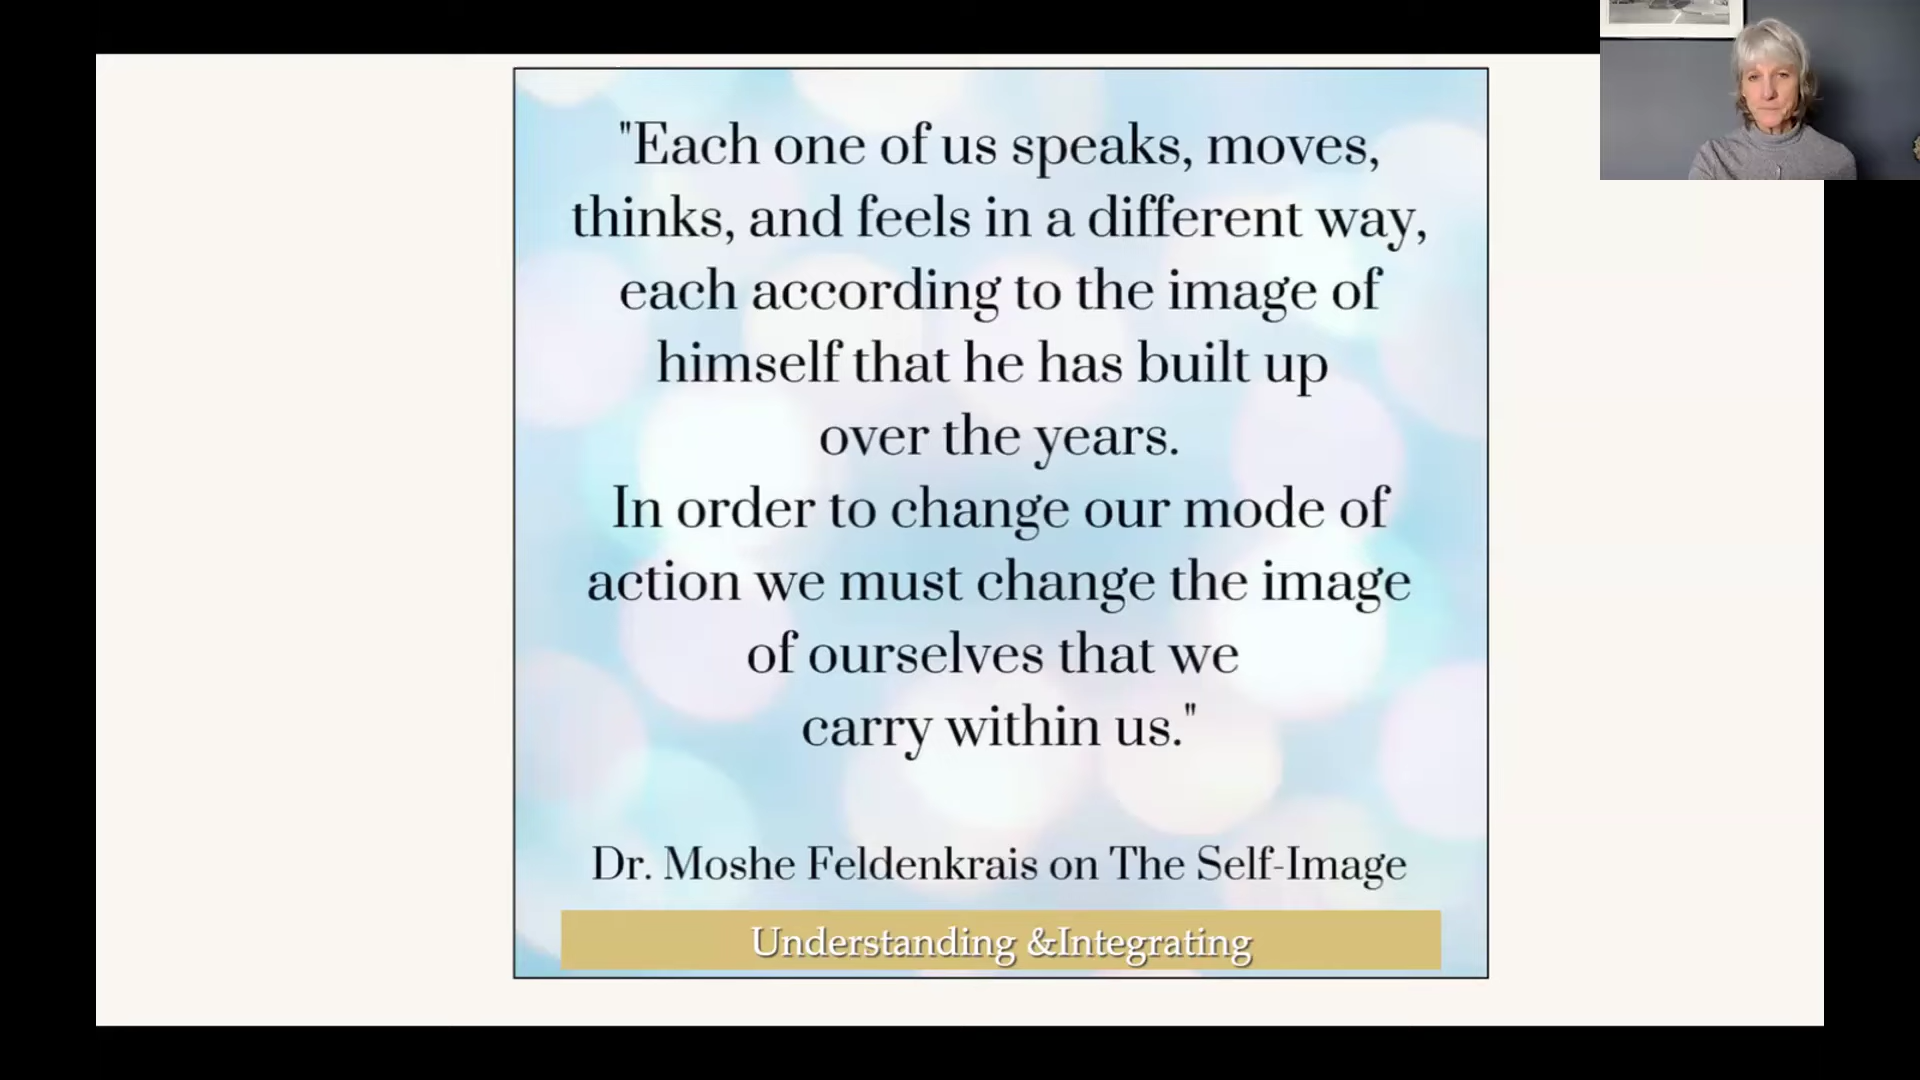 "Each one of us speaks, moves,
thinks, and feels in a different way,
each according to the image of
himself that he has built up
over the years.
In order to change our mode of
action we must change the image
of ourselves that we
carry within us."
Dr. Moshe Feldenkrais on The Self-Image
Understanding &Integrating